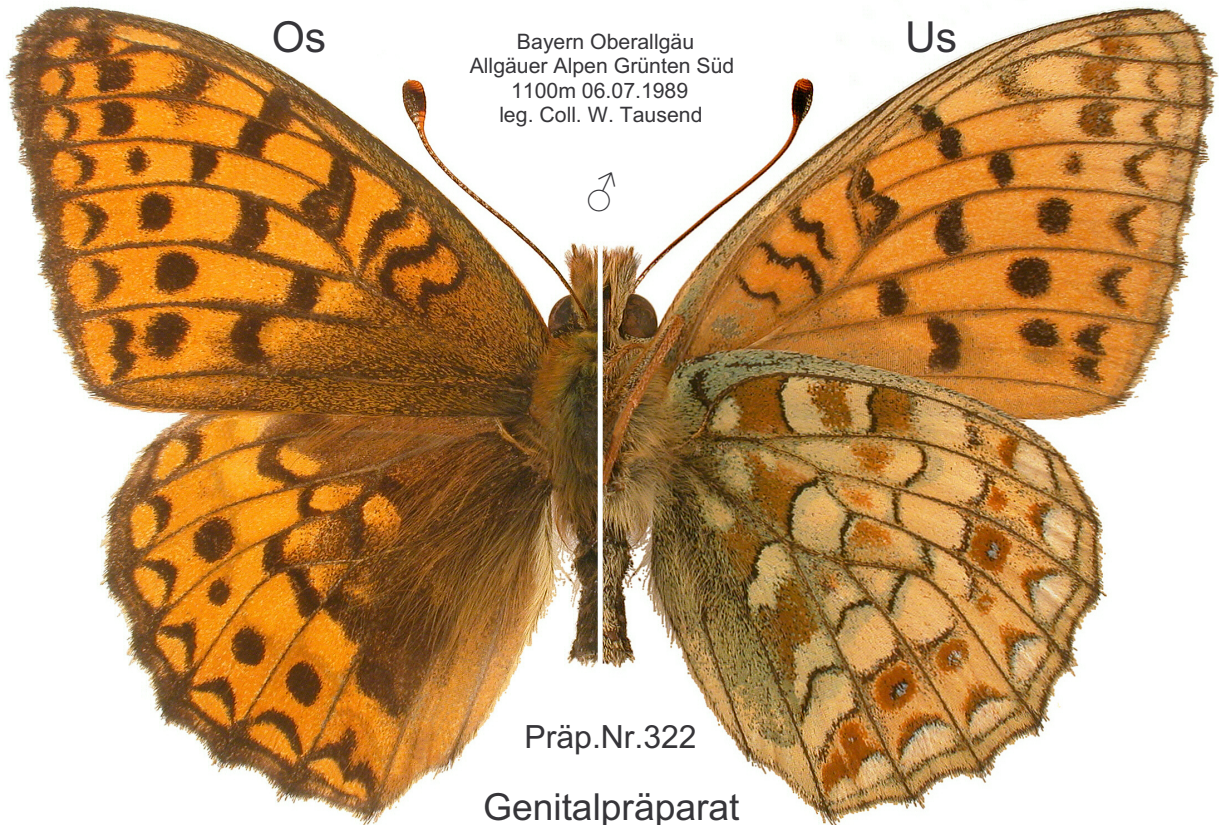 Os
Us
Bayern Oberallgäu
Allgäuer Alpen Grünten Süd
1100m 06.07.1989
leg. Coll. W. Tausend
♂
Präp.Nr.322
Genitalpräparat